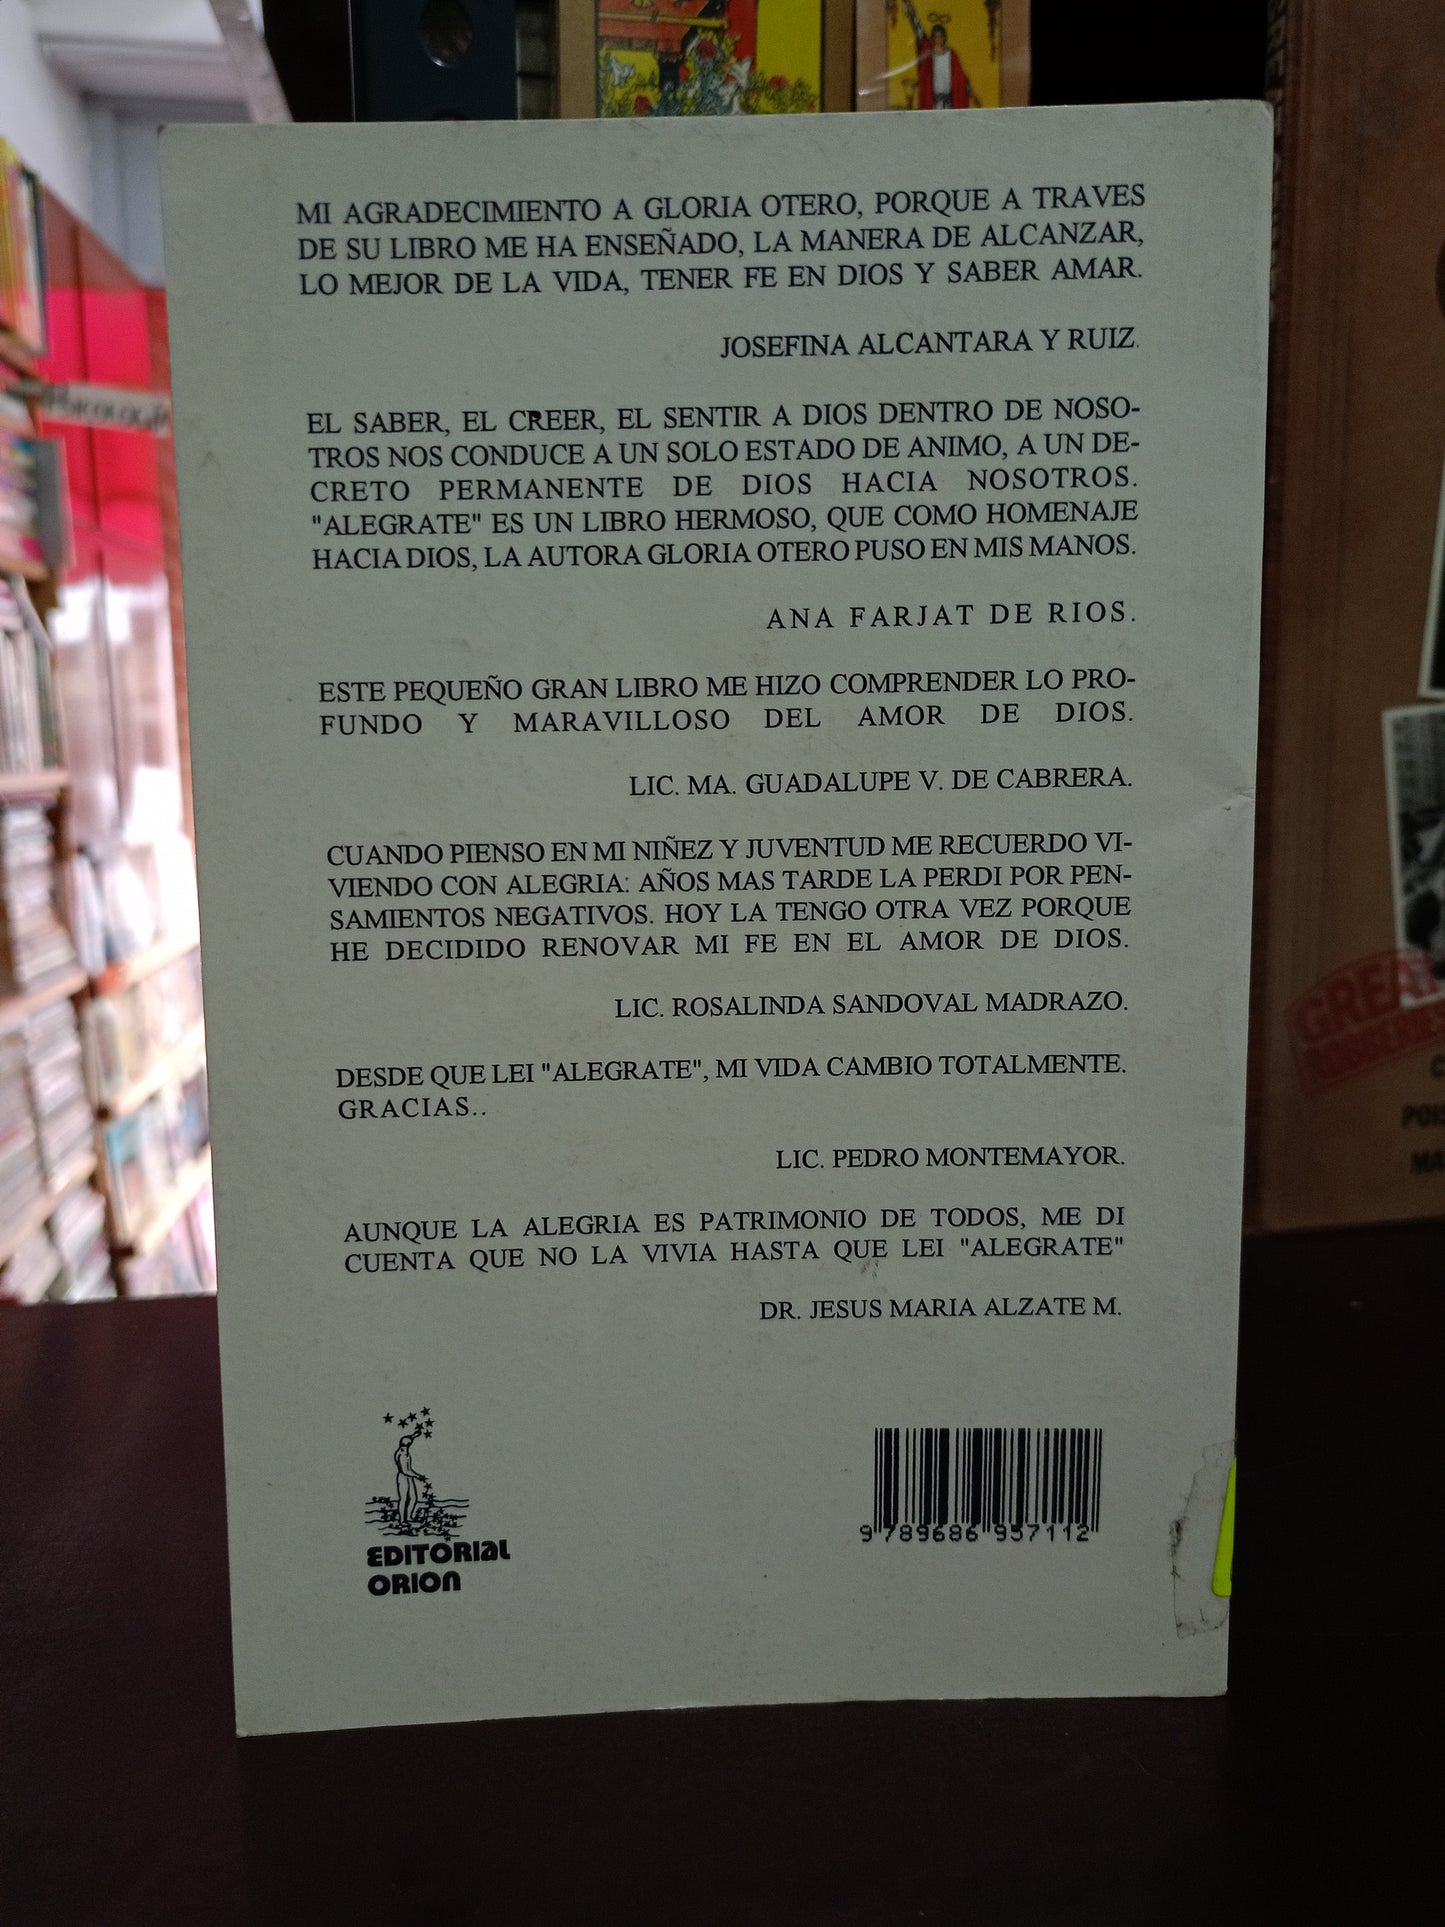 MI AGRADECIMIENTO A GLORIA OTERO, PORQUE A TRAVES
DE SU LIBRO ME HA ENSEÑADO, LA MANERA DE ALCANZAR,
LO MEJOR DE LA VIDA, TENER FE EN DIOS Y SABER AMAR.
JOSEFINA ALCANTARA Y RUIZ.
EL SABER, EL CREER, EL SENTIR A DIOS DENTRO DE NOSO-
TROS NOS CONDUCE A UN SOLO ESTADO DE ANIMO, A UN DE-
CRETO PERMANENTE DE DIOS HACIA NOSOTROS.
"ALEGRATE" ES UN LIBRO HERMOSO, QUE COMO HOMENAJE
HACIA DIOS, LA AUTORA GLORIA OTERO PUSO EN MIS MANOS.
ANA FARJAT DE RIOS.
ESTE PEQUEÑO GRAN LIBRO ME HIZO COMPRENDER LO PRO-
FUNDO Y MARAVILLOSO DEL AMOR DE DIOS.
LIC. MA. GUADALUPE V. DE CABRERA.
CUANDO PIENSO EN MI NIÑEZ Y JUVENTUD ME RECUERDO VI-
VIENDO CON ALEGRIA: AÑOS MAS TARDE LA PERDI POR PEN-
SAMIENTOS NEGATIVOS. HOY LA TENGO OTRA VEZ PORQUE
HE DECIDIDO RENOVAR MI FE EN EL AMOR DE DIOS.
LIC. ROSALINDA SANDOVAL MADRAZO.
DESDE QUE LEI "ALEGRATE", MI VIDA CAMBIO TOTALMENTE.
GRACIAS..
LIC. PEDRO MONTEMAYOR.
AUNQUE LA ALEGRIA ES PATRIMONIO DE TODOS, ME DI
CUENTA QUE NO LA VIVIA HASTA QUE LEI "ALEGRATE"
DR. JESUS MARIA ALZATE M.
EDITORIAL
ORION
9 789686 957112